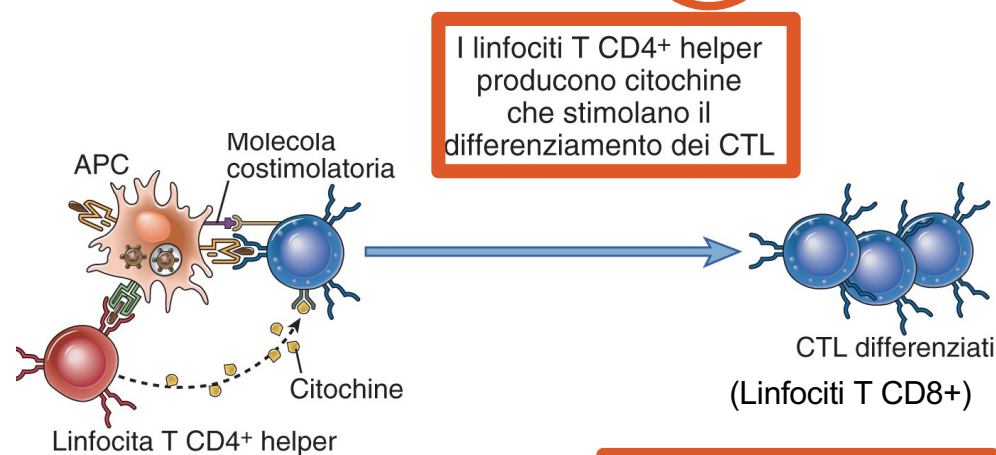 I linfociti T CD4+ helper
producono citochine
che stimolano il
differenziamento dei CTL
APC
Molecola
costimolatoria
Citochine
Linfocita T CD4+ helper
CTL differenziati
(Linfociti T CD8+)